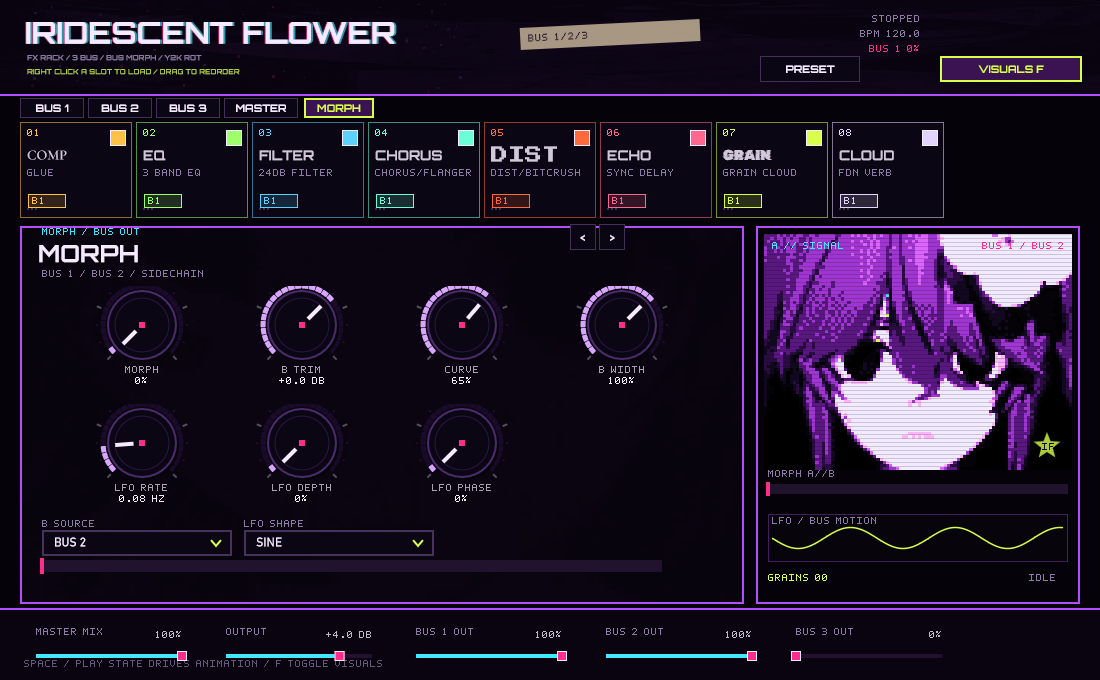 IRIDESCENT FLOWER
FX RACK / 3 BUS / BUS MORPH / Y2K ROT
RIGHT CLICK A SLOT TO LOAD / DRAG TO REORDER
BUS 1/2/3
STOPPED
BPM 120.0
BUS 1 0%
PRESET
VISUALS F
BUS 1
BUS 2
BUS 3
MASTER
MORPH
01
COMP
GLUE
B1
02
EQ
3 BAND EQ
B1
03
FILTER
24DB FILTER
B1
04
CHORUS
CHORUS/FLANGER
B1
05
DIST
DIST/BITCRUSH
B1
06
ECHO
SYNC DELAY
B1
07
GRAIN
GRAIN CLOUD
B1
08
CLOUD
FDN VERB
B1
MORPH / BUS OUT
< >
MORPH
BUS 1 / BUS 2 / SIDECHAIN
MORPH
0%
B TRIM
+0.0 DB
CURVE
65%
B WIDTH
100%
LFO RATE
0.08 HZ
LFO DEPTH
0%
LFO PHASE
0%
B SOURCE
BUS 2
LFO SHAPE
SINE
A // SIGNAL
BUS 1 / BUS 2
IF
MORPH A//B
LFO / BUS MOTION
GRAINS 00
IDLE
MASTER MIX
100%
OUTPUT
+4.0 DB
BUS 1 OUT
100%
BUS 2 OUT
100%
BUS 3 OUT
0%
SPACE / PLAY STATE DRIVES ANIMATION / F TOGGLE VISUALS